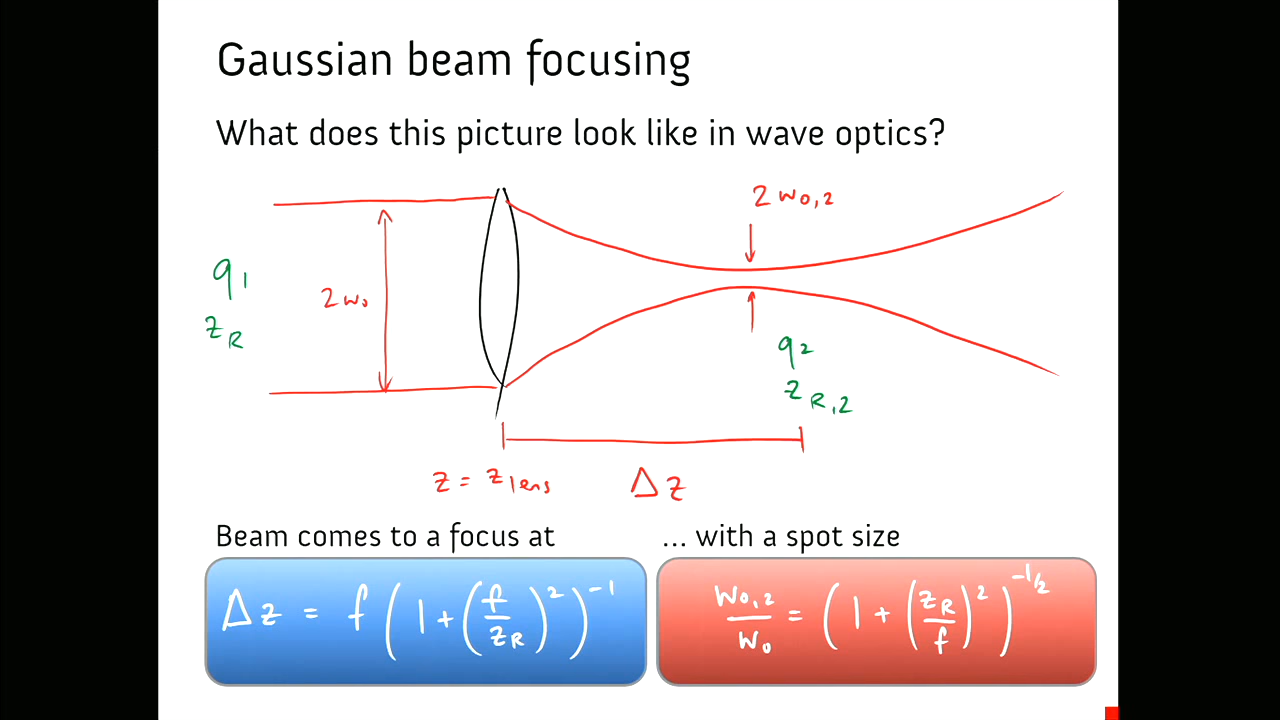 Gaussian beam focusing
What does this picture look like in wave optics?
2w₀,₂
q₁
2w₀
z_R
q₂
z_R,₂
z = z_lens
Δz
Beam comes to a focus at
... with a spot size
Δz = f(1+(f/z_R)²)⁻¹
w₀,₂/w₀ = (1+(z_R/f)²)^-1/2